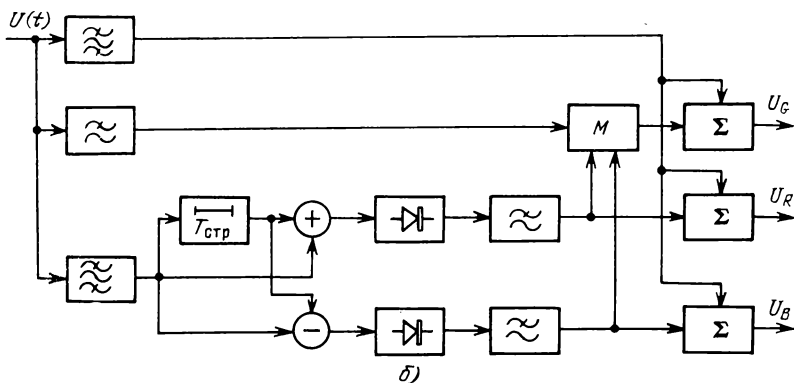 U(t)
M
Σ
U_G
T_стр
+
Σ
U_R
−
Σ
U_B
б)